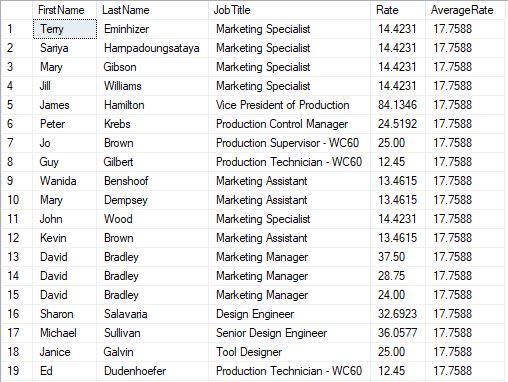 FirstName LastName JobTitle Rate AverageRate
1 Terry Eminhizer Marketing Specialist 14.4231 17.7588
2 Sariya Harnpadoungsataya Marketing Specialist 14.4231 17.7588
3 Mary Gibson Marketing Specialist 14.4231 17.7588
4 Jill Williams Marketing Specialist 14.4231 17.7588
5 James Hamilton Vice President of Production 84.1346 17.7588
6 Peter Krebs Production Control Manager 24.5192 17.7588
7 Jo Brown Production Supervisor - WC60 25.00 17.7588
8 Guy Gilbert Production Technician - WC60 12.45 17.7588
9 Wanida Benshoof Marketing Assistant 13.4615 17.7588
10 Mary Dempsey Marketing Assistant 13.4615 17.7588
11 John Wood Marketing Specialist 14.4231 17.7588
12 Kevin Brown Marketing Assistant 13.4615 17.7588
13 David Bradley Marketing Manager 37.50 17.7588
14 David Bradley Marketing Manager 28.75 17.7588
15 David Bradley Marketing Manager 24.00 17.7588
16 Sharon Salavaria Design Engineer 32.6923 17.7588
17 Michael Sullivan Senior Design Engineer 36.0577 17.7588
18 Janice Galvin Tool Designer 25.00 17.7588
19 Ed Dudenhoefer Production Technician - WC60 12.45 17.7588